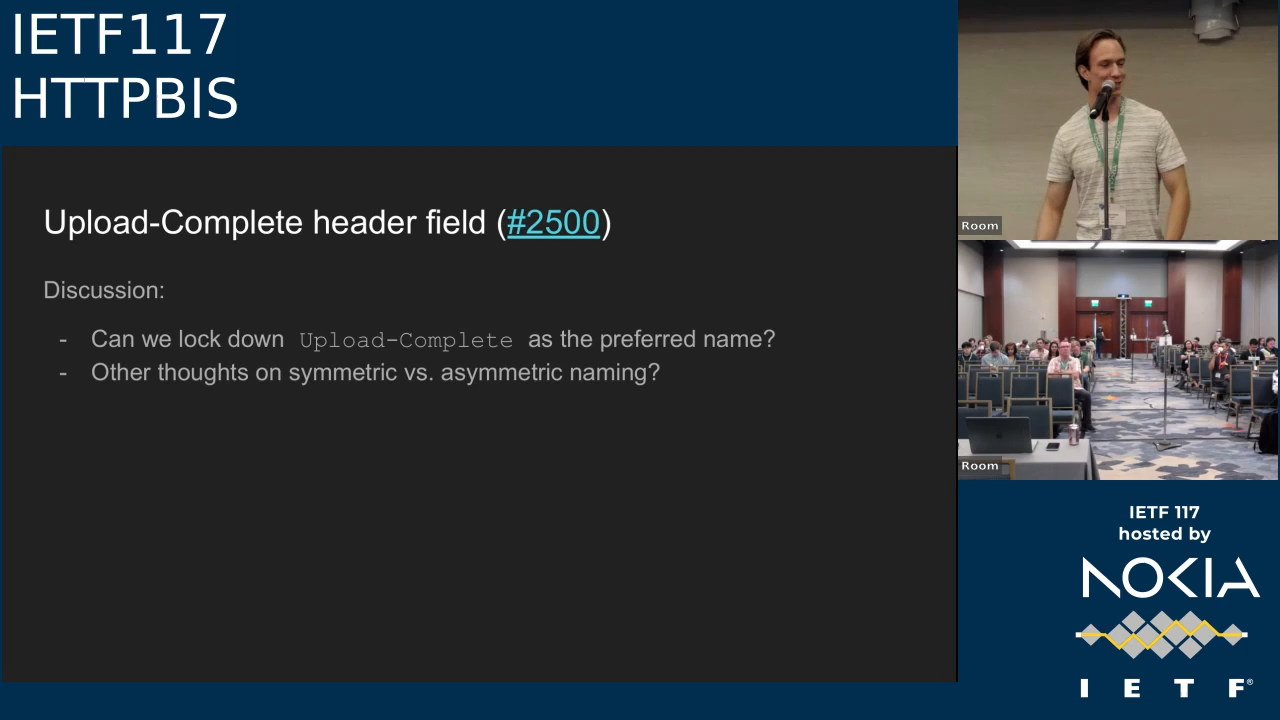 IETF117
HTTPBIS
Upload-Complete header field (#2500)
Discussion:
- Can we lock down Upload-Complete as the preferred name?
- Other thoughts on symmetric vs. asymmetric naming?
Room
Room
IETF 117
hosted by
NOKIA
I E T F®